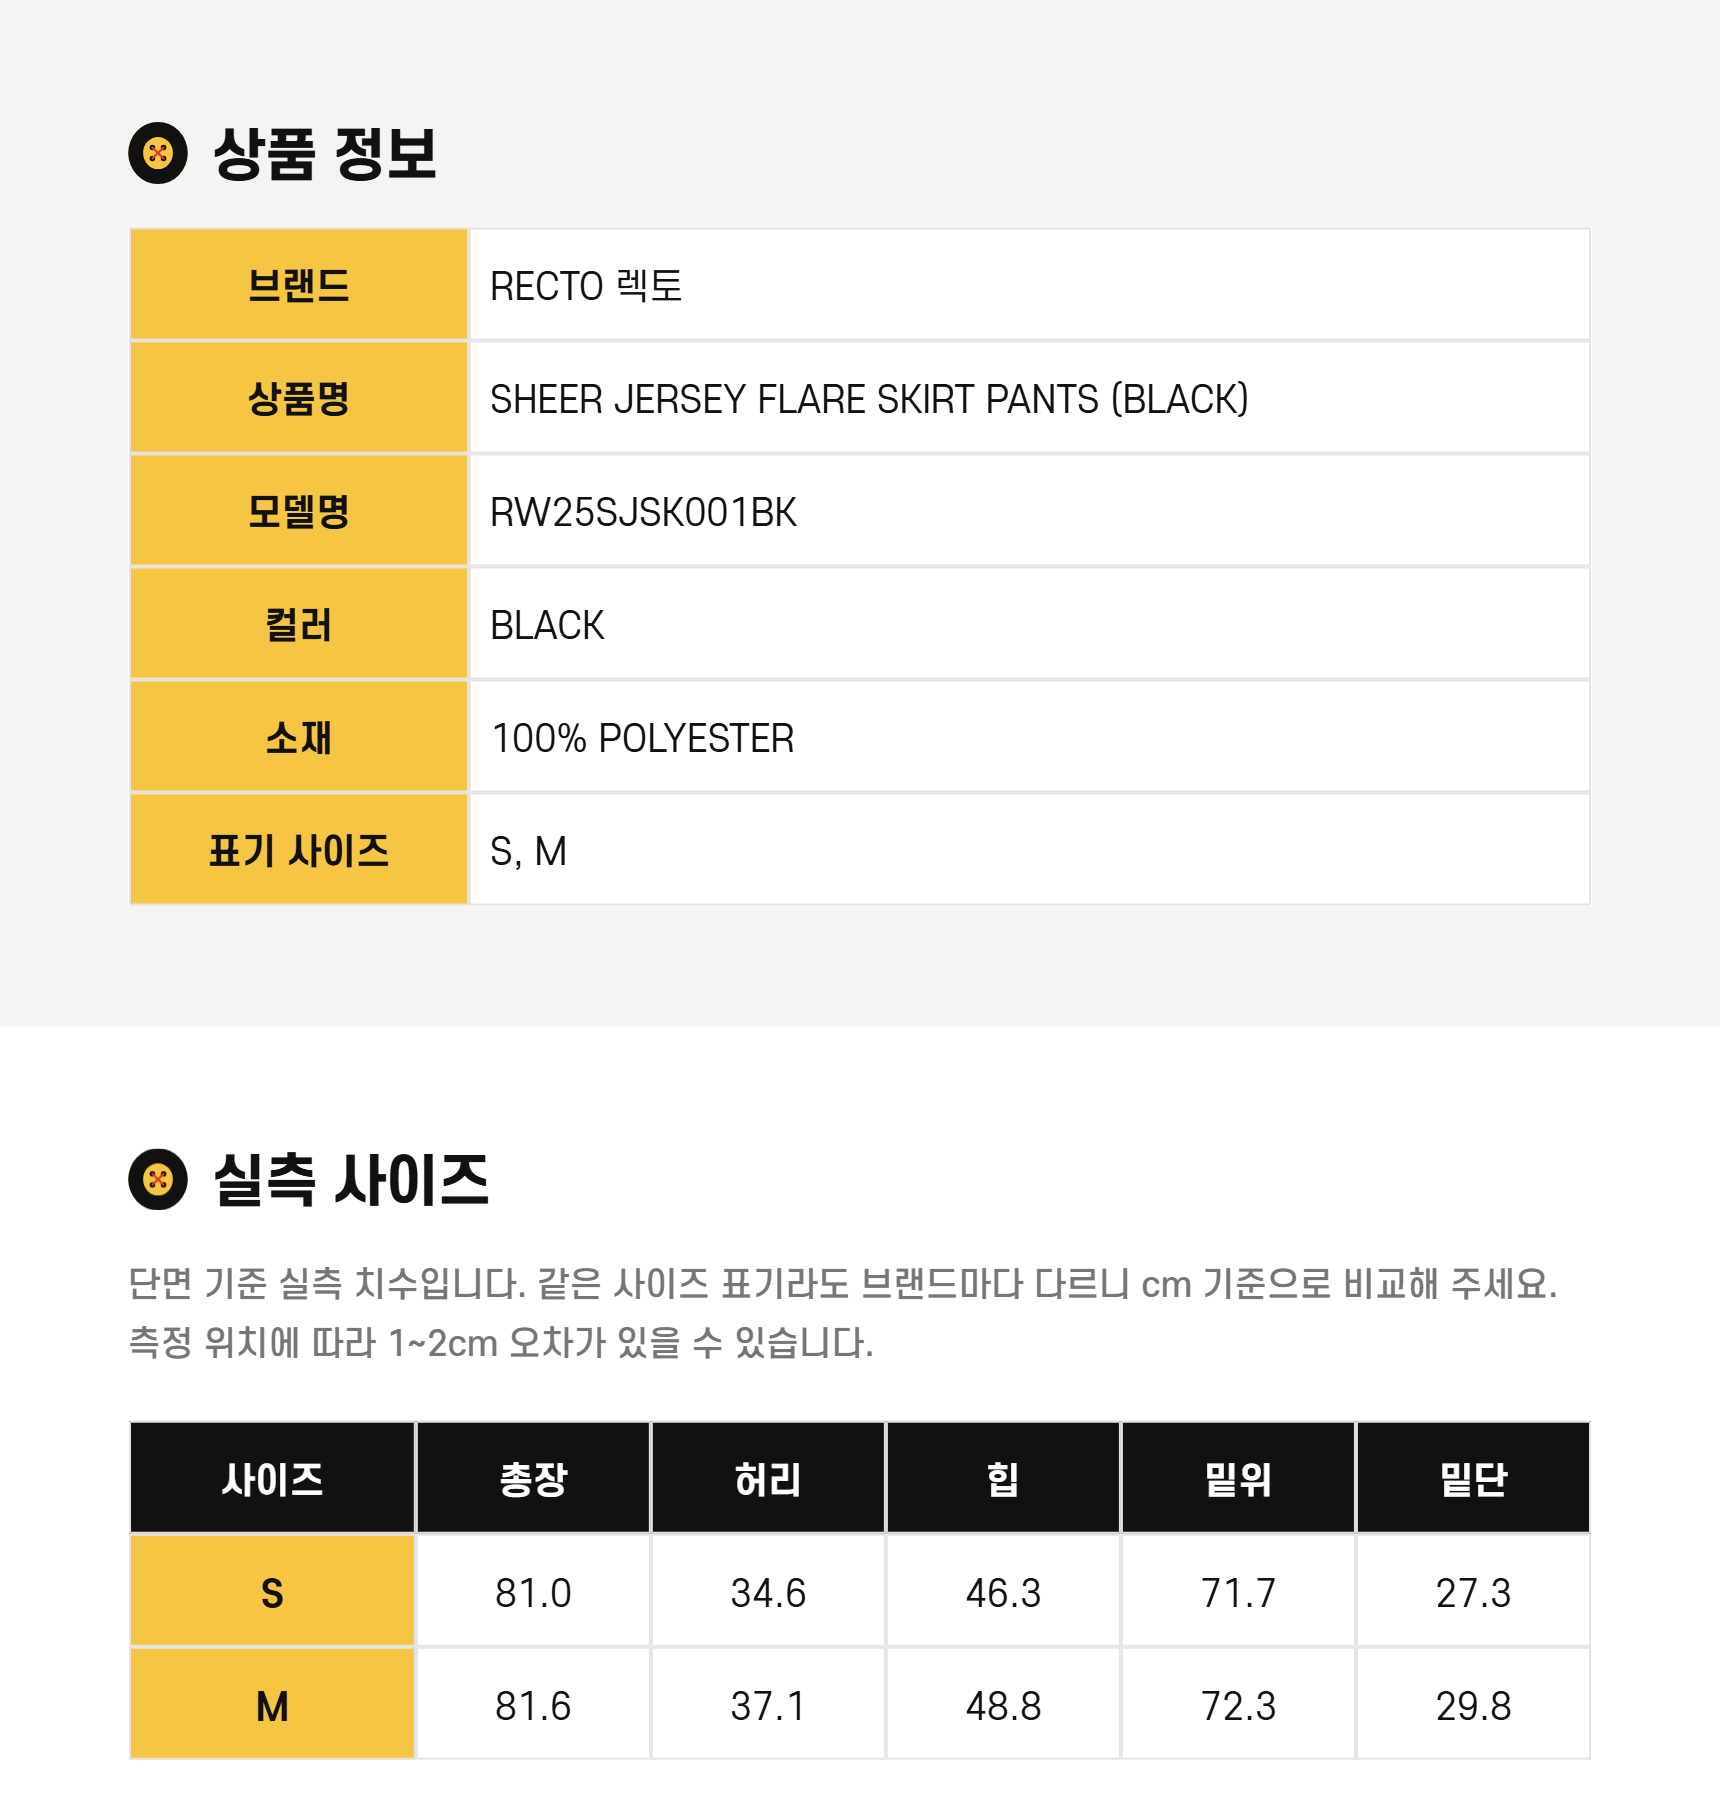 상품 정보
브랜드 RECTO 렉토
상품명 SHEER JERSEY FLARE SKIRT PANTS (BLACK)
모델명 RW25SJSK001BK
컬러 BLACK
소재 100% POLYESTER
표기 사이즈 S, M
실측 사이즈
단면 기준 실측 치수입니다. 같은 사이즈 표기라도 브랜드마다 다르니 cm 기준으로 비교해 주세요.
측정 위치에 따라 1~2cm 오차가 있을 수 있습니다.
사이즈 총장 허리 힙 밑위 밑단
S 81.0 34.6 46.3 71.7 27.3
M 81.6 37.1 48.8 72.3 29.8